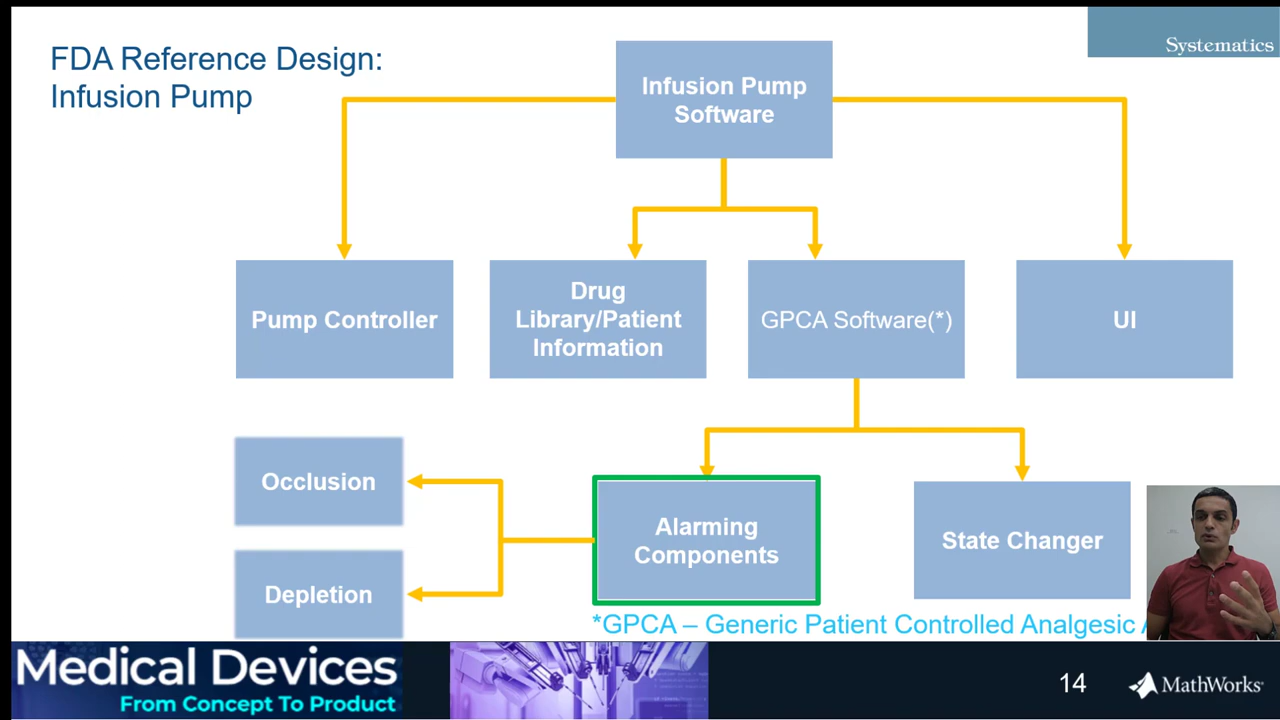 FDA Reference Design:
Infusion Pump
Systematics
Infusion Pump
Software
Pump Controller
Drug
Library/Patient
Information
GPCA Software(*)
UI
Occlusion
Depletion
Alarming
Components
State Changer
*GPCA – Generic Patient Controlled Analgesic
Medical Devices
From Concept To Product
14
MathWorks